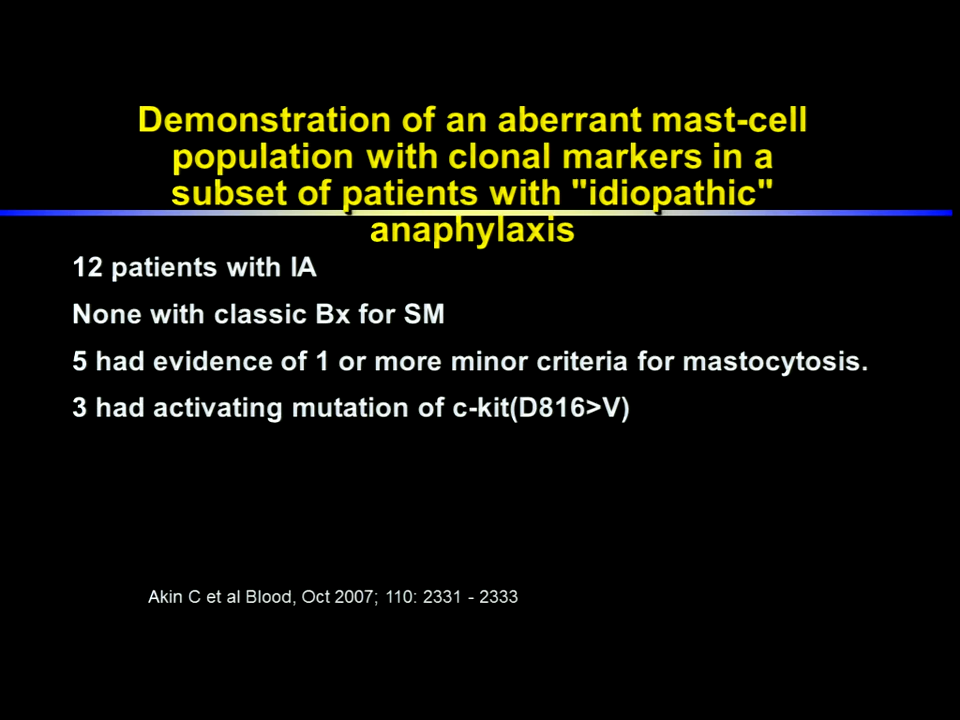 Demonstration of an aberrant mast-cell
population with clonal markers in a
subset of patients with "idiopathic"
anaphylaxis
12 patients with IA
None with classic Bx for SM
5 had evidence of 1 or more minor criteria for mastocytosis.
3 had activating mutation of c-kit(D816>V)
Akin C et al Blood, Oct 2007; 110: 2331 - 2333